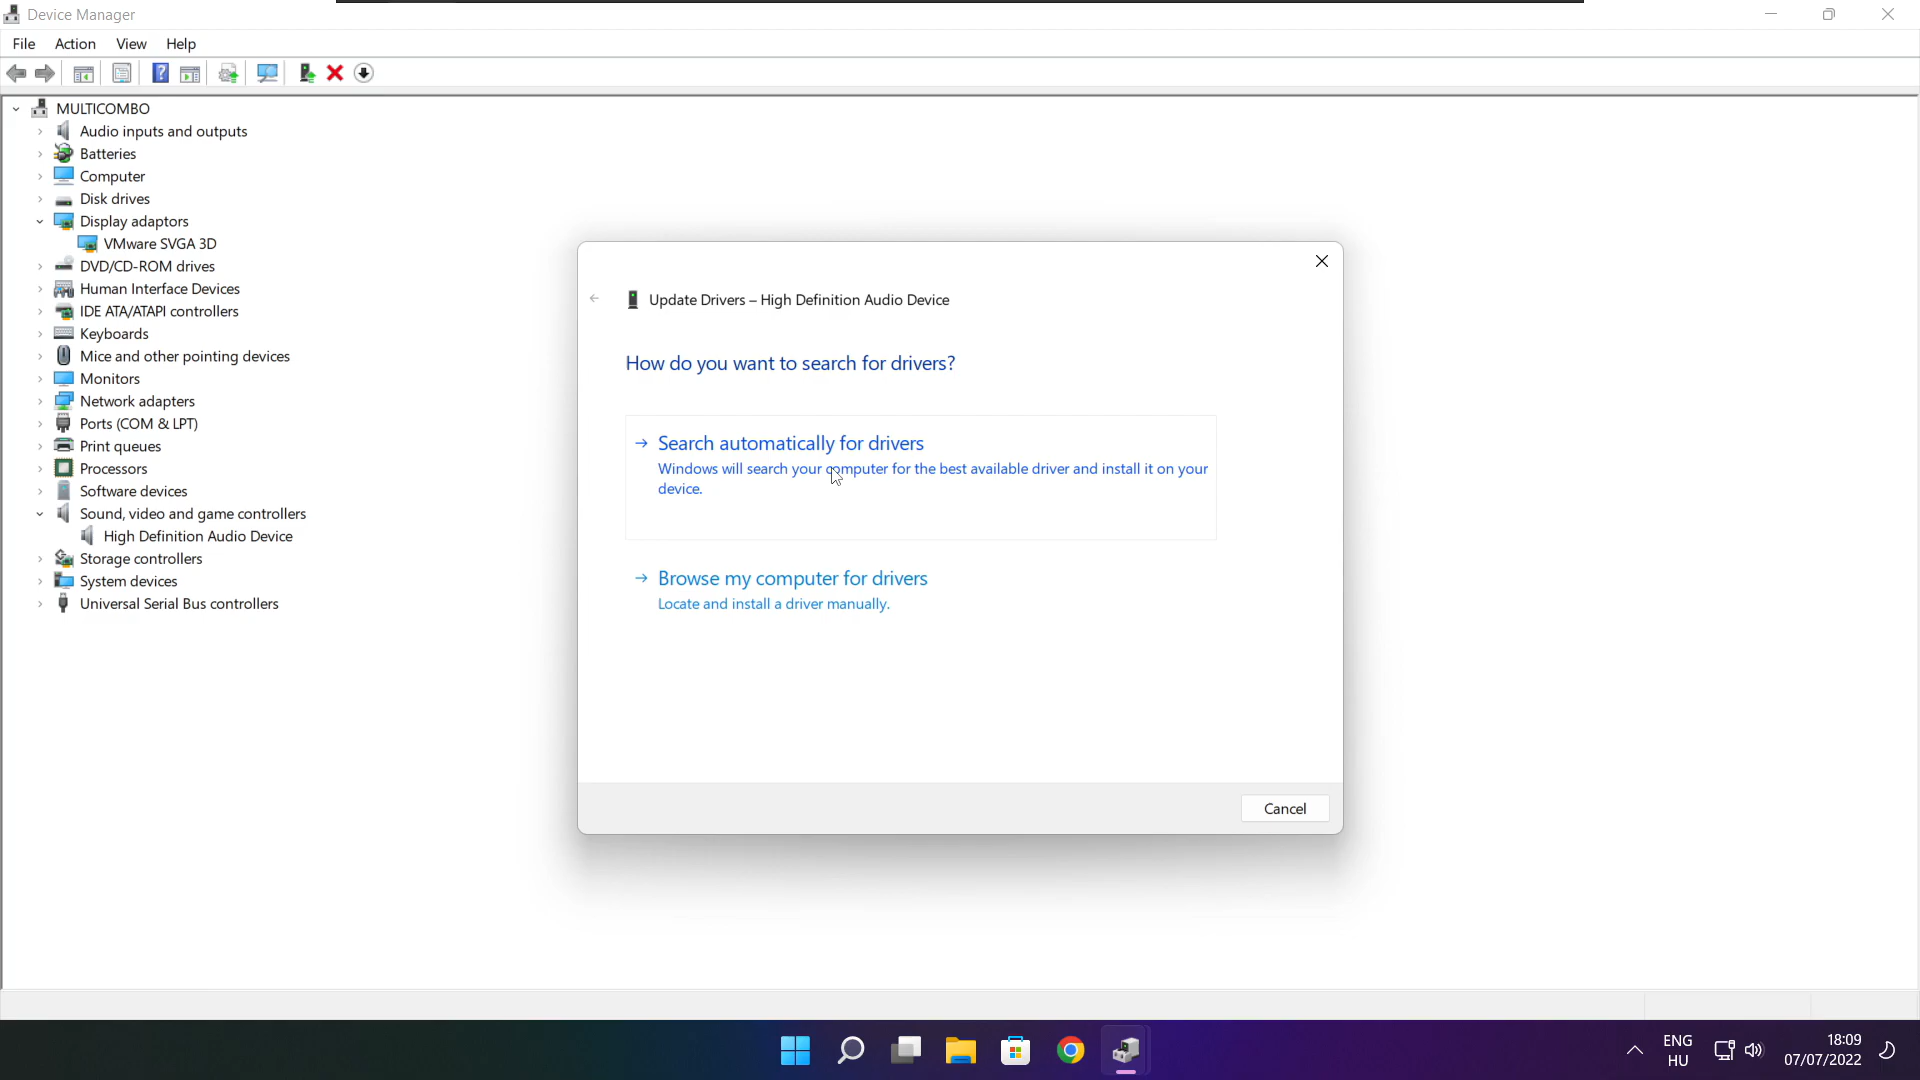 Device Manager
File Action View Help
MULTICOMBO
Audio inputs and outputs
Batteries
Computer
Disk drives
Display adaptors
VMware SVGA 3D
DVD/CD-ROM drives
Human Interface Devices
IDE ATA/ATAPI controllers
Keyboards
Mice and other pointing devices
Monitors
Network adapters
Ports (COM & LPT)
Print queues
Processors
Software devices
Sound, video and game controllers
High Definition Audio Device
Storage controllers
System devices
Universal Serial Bus controllers
Update Drivers – High Definition Audio Device
How do you want to search for drivers?
Search automatically for drivers
Windows will search your computer for the best available driver and install it on your
device.
Browse my computer for drivers
Locate and install a driver manually.
Cancel
ENG
HU
18:09
07/07/2022